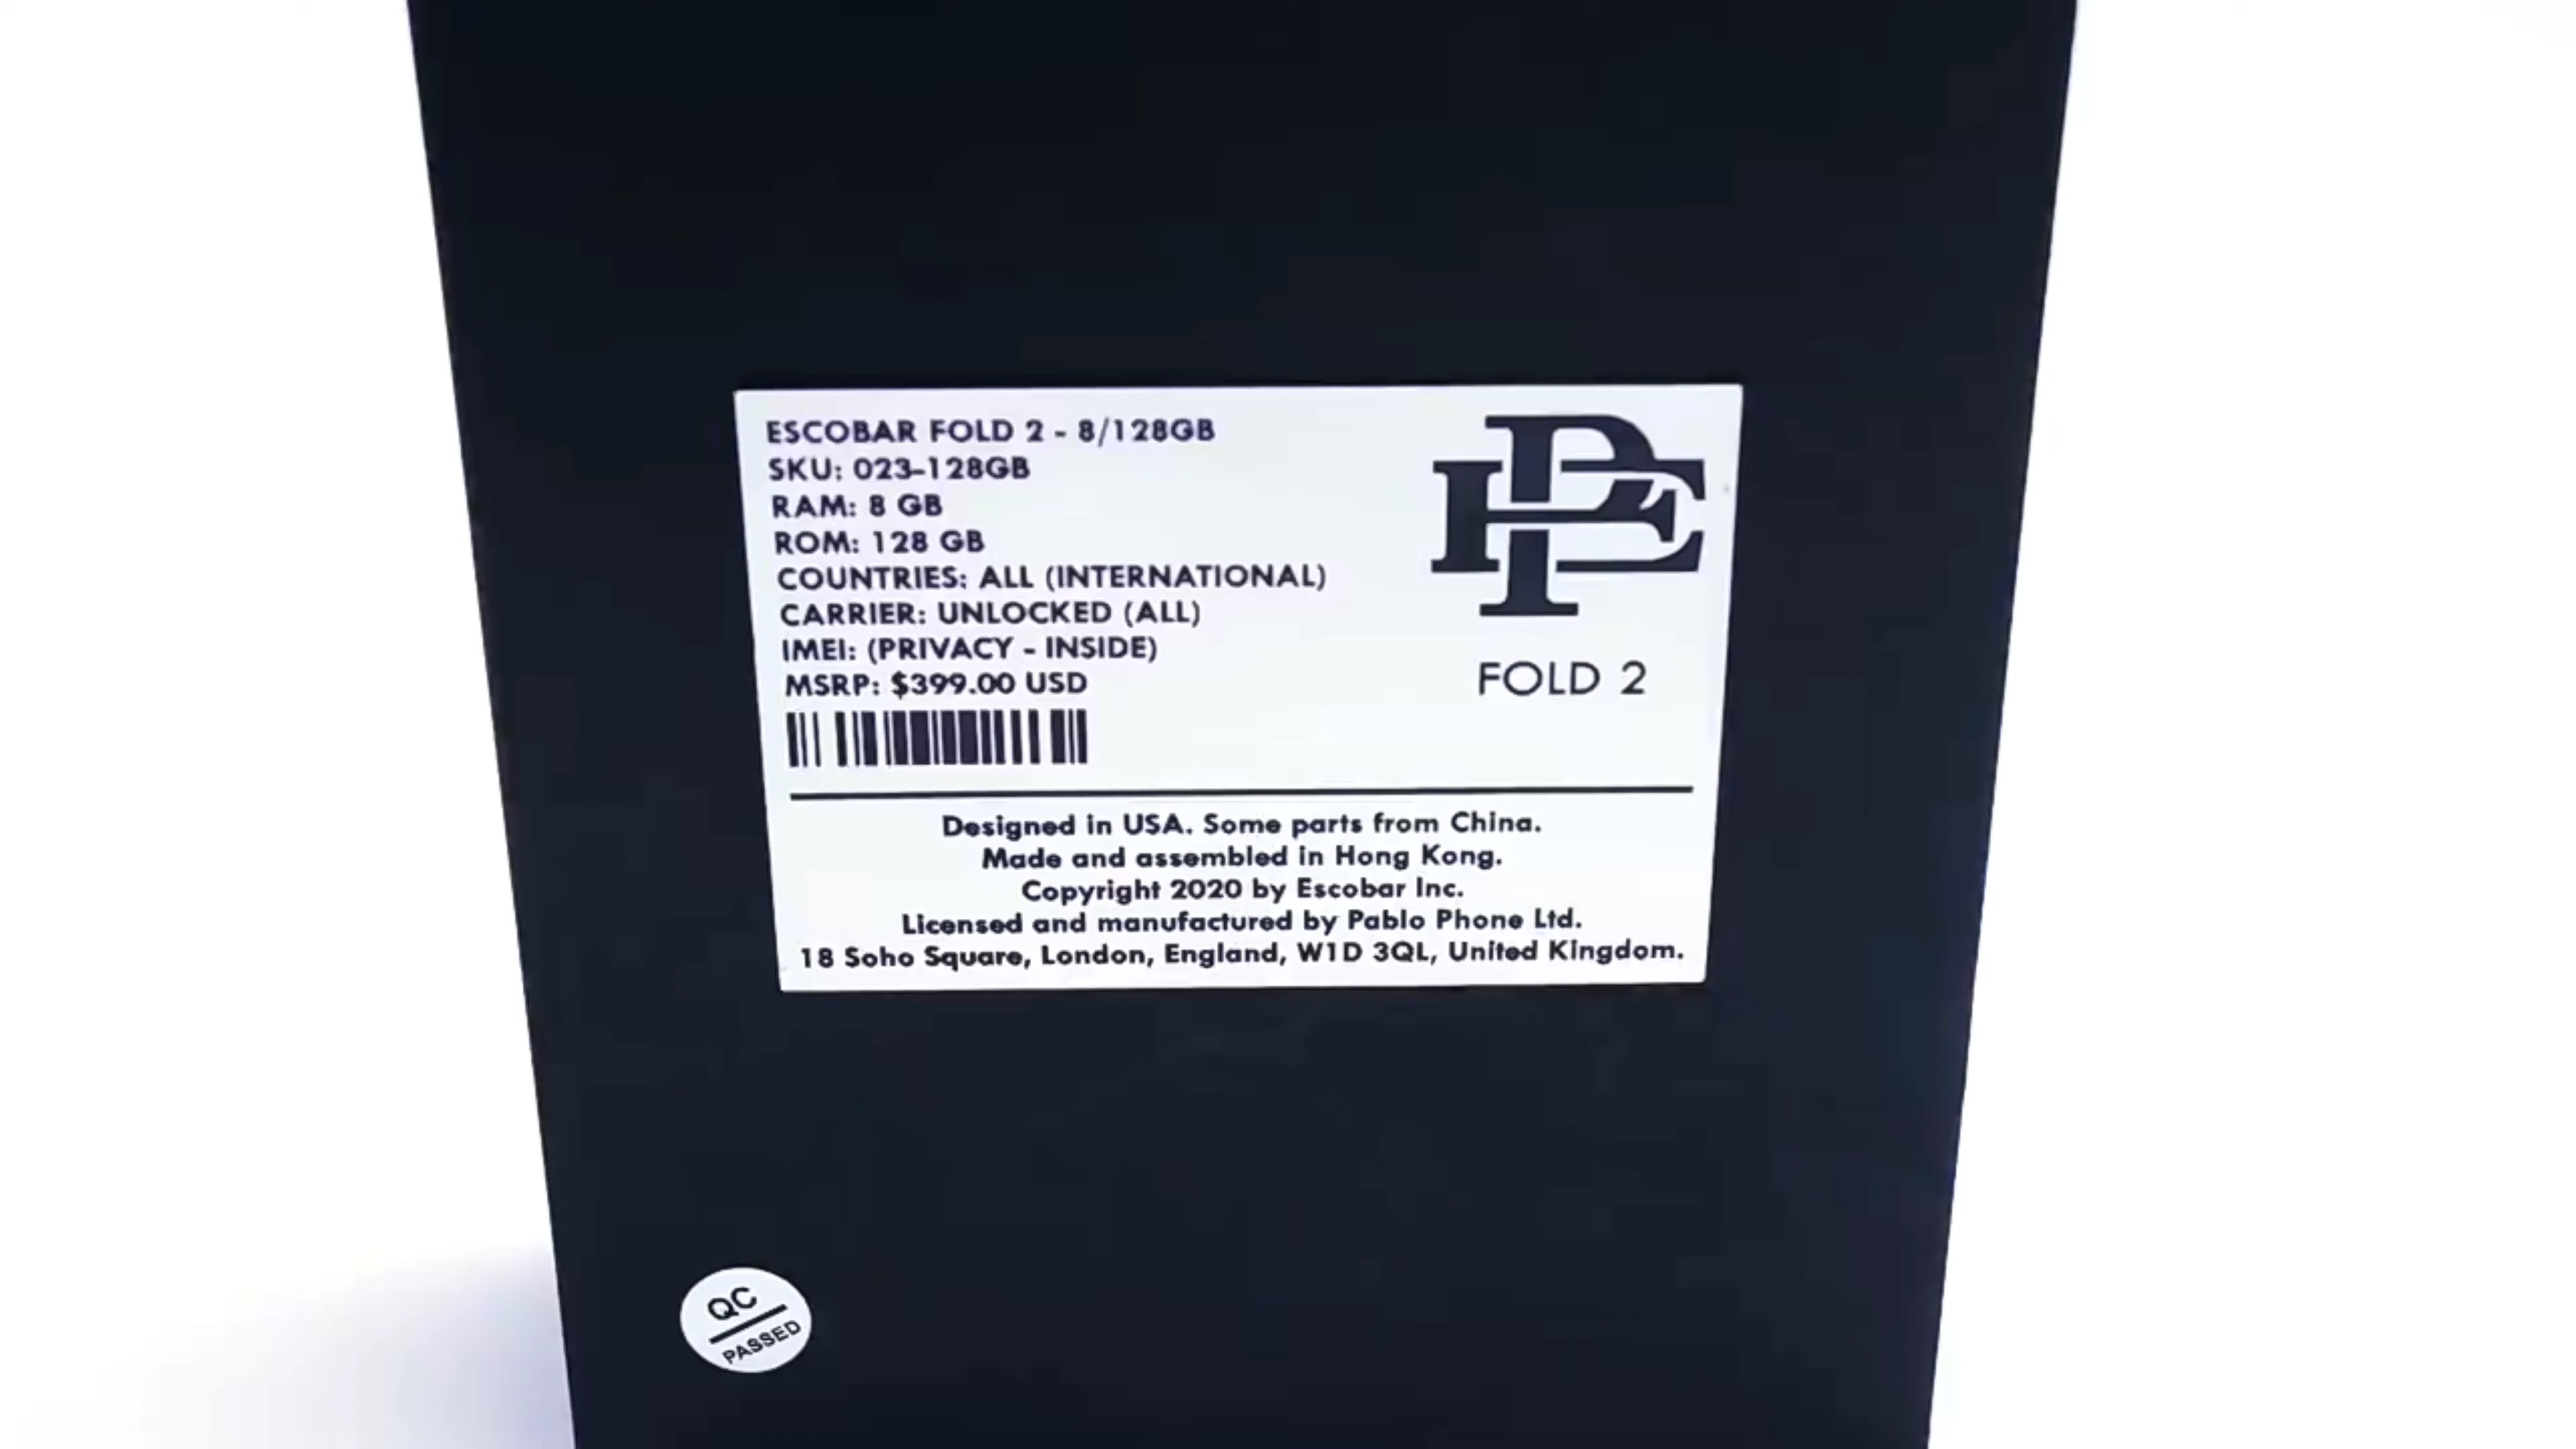 ESCOBAR FOLD 2 - 8/128GB
SKU: 023-128GB
RAM: 8 GB
ROM: 128 GB
COUNTRIES: ALL (INTERNATIONAL)
CARRIER: UNLOCKED (ALL)
IMEI: (PRIVACY - INSIDE)
MSRP: $399.00 USD
PE
FOLD 2
Designed in USA. Some parts from China.
Made and assembled in Hong Kong.
Copyright 2020 by Escobar Inc.
Licensed and manufactured by Pablo Phone Ltd.
18 Soho Square, London, England, W1D 3QL, United Kingdom.
QC
PASSED